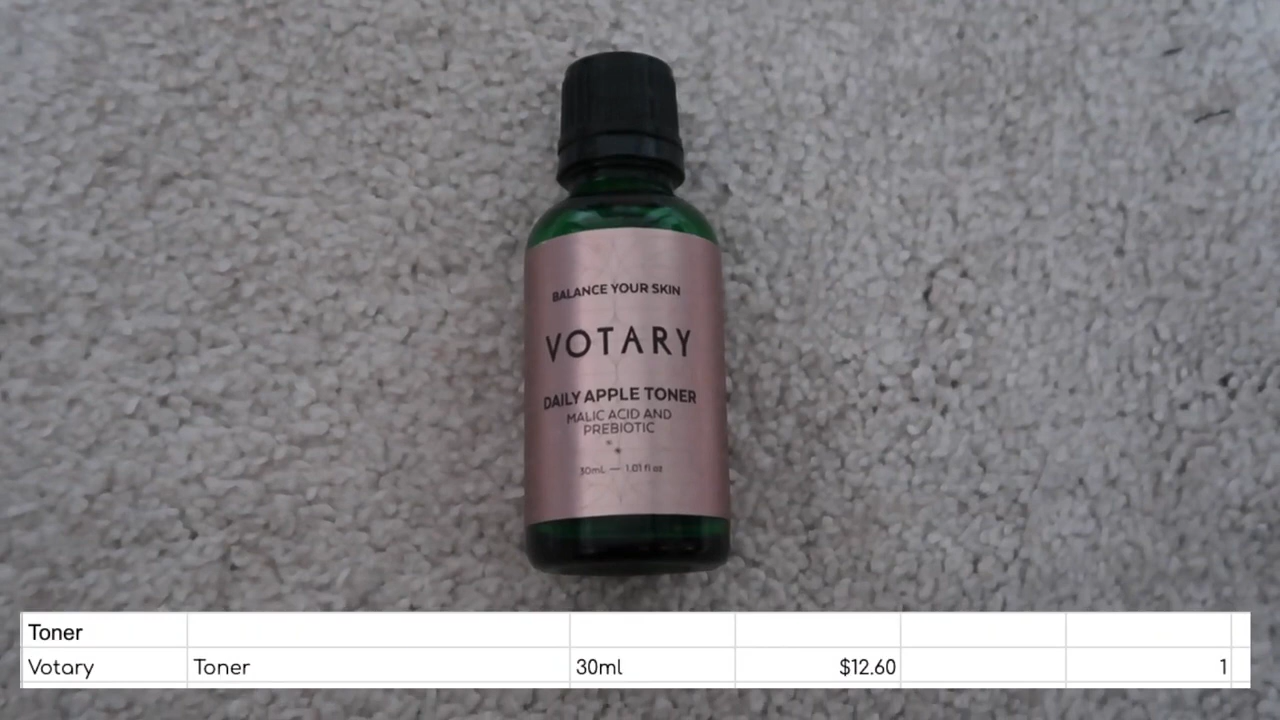 BALANCE YOUR SKIN
VOTARY
DAILY APPLE TONER
MALIC ACID AND
PREBIOTIC
30mL — 1.01 fl oz
Toner
Votary Toner 30ml $12.60 1